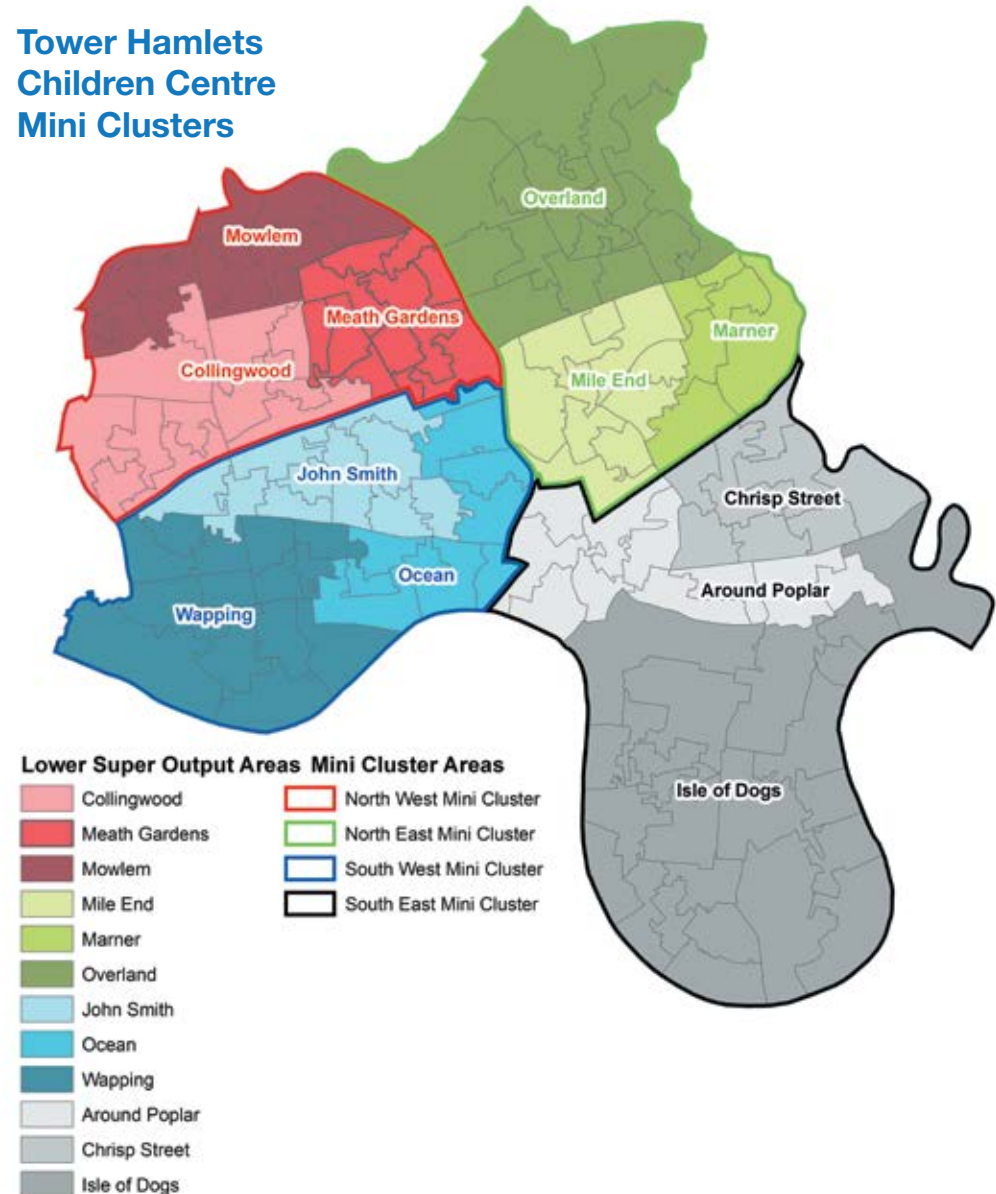 Tower Hamlets
Children Centre
Mini Clusters
Overland
Mowlem
Meath Gardens
Marner
Collingwood
Mile End
John Smith
Chrisp Street
Ocean
Around Poplar
Wapping
Isle of Dogs
Lower Super Output Areas
Collingwood
Meath Gardens
Mowlem
Mile End
Marner
Overland
John Smith
Ocean
Wapping
Around Poplar
Chrisp Street
Isle of Dogs
Mini Cluster Areas
North West Mini Cluster
North East Mini Cluster
South West Mini Cluster
South East Mini Cluster